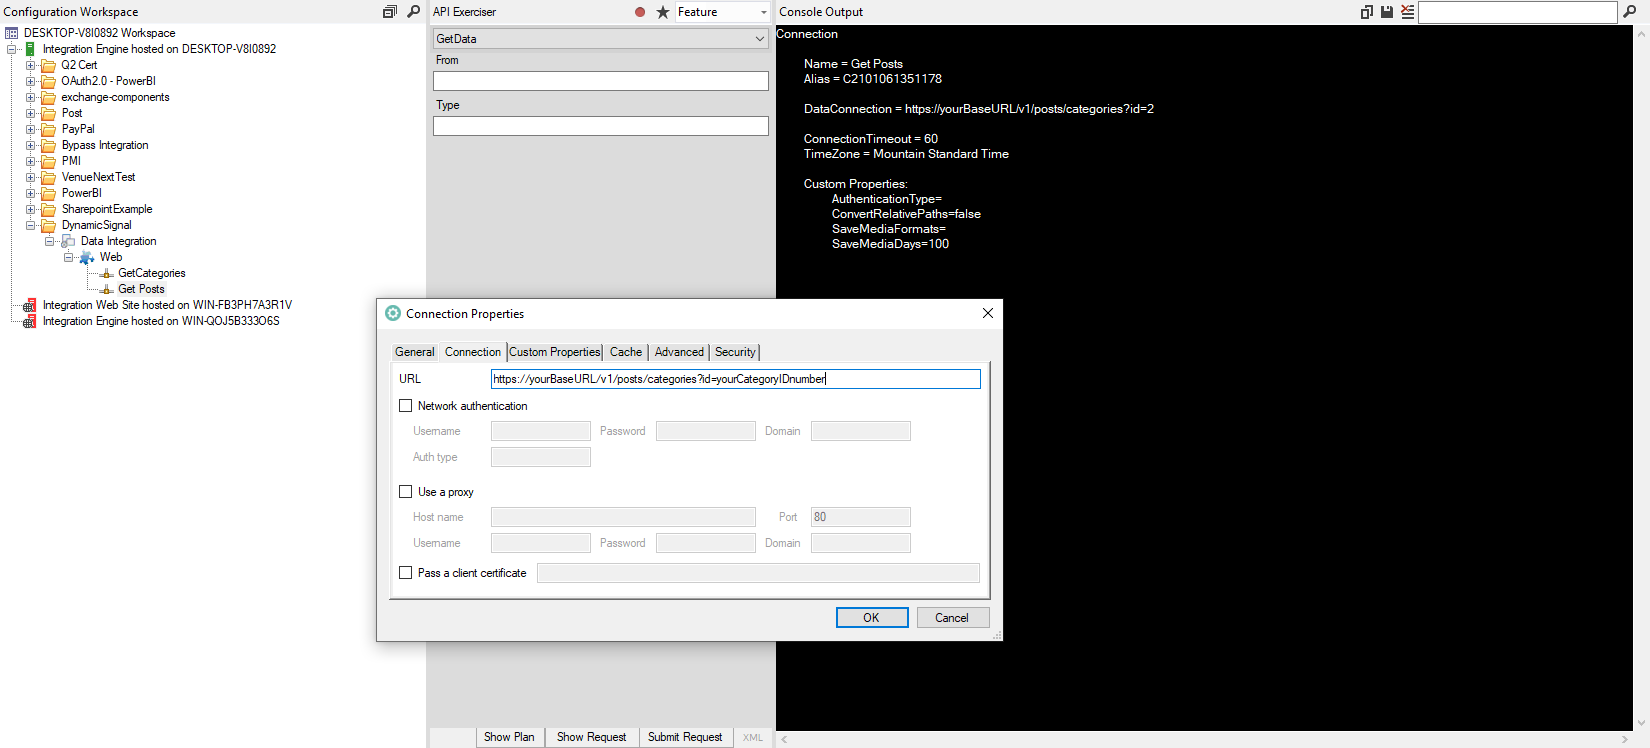 Configuration Workspace
DESKTOP-V8I0892 Workspace
Integration Engine hosted on DESKTOP-V8I0892
Q2 Cert
OAuth2.0 - PowerBI
exchange-components
Post
PayPal
Bypass Integration
PMI
VenueNextTest
PowerBI
SharepointExample
DynamicSignal
Data Integration
Web
GetCategories
Get Posts
Integration Web Site hosted on WIN-FB3PH7A3R1V
Integration Engine hosted on WIN-QOJ5B333O6S
API Exerciser
Feature
GetData
From
Type
Show Plan
Show Request
Submit Request
XML
Console Output
Connection
Name = Get Posts
Alias = C2101061351178
DataConnection = https://yourBaseURL/v1/posts/categories?id=2
ConnectionTimeout = 60
TimeZone = Mountain Standard Time
Custom Properties:
AuthenticationType=
ConvertRelativePaths=false
SaveMediaFormats=
SaveMediaDays=100
Connection Properties
General Connection Custom Properties Cache Advanced Security
URL https://yourBaseURL/v1/posts/categories?id=yourCategoryIDnumber
Network authentication
Username Password Domain
Auth type
Use a proxy
Host name Port 80
Username Password Domain
Pass a client certificate
OK Cancel